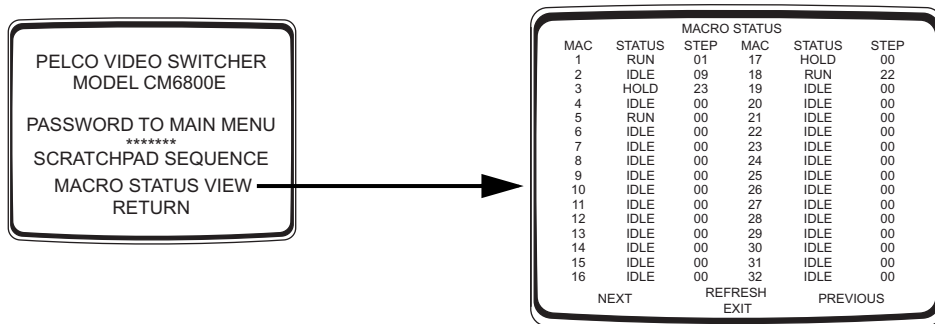 PELCO VIDEO SWITCHER
MODEL CM6800E
PASSWORD TO MAIN MENU
*******
SCRATCHPAD SEQUENCE
MACRO STATUS VIEW
RETURN
MACRO STATUS
MAC STATUS STEP MAC STATUS STEP
1 RUN 01 17 HOLD 00
2 IDLE 09 18 RUN 22
3 HOLD 23 19 IDLE 00
4 IDLE 00 20 IDLE 00
5 RUN 00 21 IDLE 00
6 IDLE 00 22 IDLE 00
7 IDLE 00 23 IDLE 00
8 IDLE 00 24 IDLE 00
9 IDLE 00 25 IDLE 00
10 IDLE 00 26 IDLE 00
11 IDLE 00 27 IDLE 00
12 IDLE 00 28 IDLE 00
13 IDLE 00 29 IDLE 00
14 IDLE 00 30 IDLE 00
15 IDLE 00 31 IDLE 00
16 IDLE 00 32 IDLE 00
NEXT REFRESH PREVIOUS
EXIT